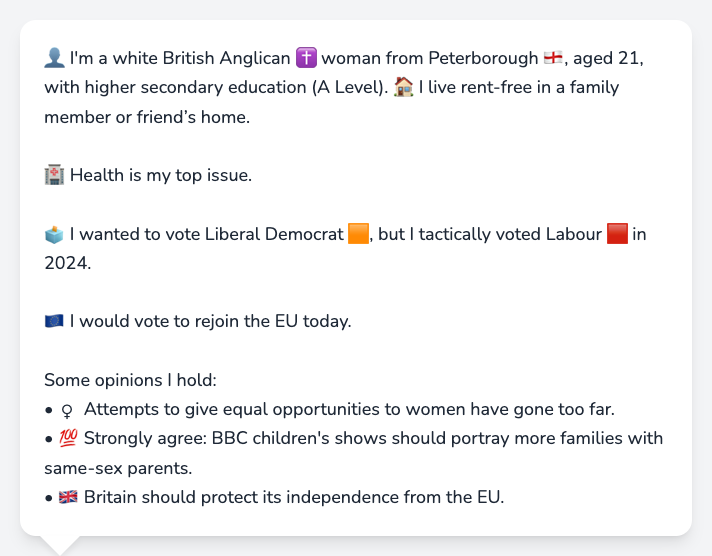 👤 I'm a white British Anglican ✝️ woman from Peterborough 🏴󠁧󠁢󠁥󠁮󠁧󠁿, aged 21,
with higher secondary education (A Level). 🏠 I live rent-free in a family
member or friend’s home.
🏥 Health is my top issue.
🗳️ I wanted to vote Liberal Democrat 🟧, but I tactically voted Labour 🟥 in
2024.
🇪🇺 I would vote to rejoin the EU today.
Some opinions I hold:
• ♀ Attempts to give equal opportunities to women have gone too far.
• 💯 Strongly agree: BBC children's shows should portray more families with
same-sex parents.
• 🇬🇧 Britain should protect its independence from the EU.